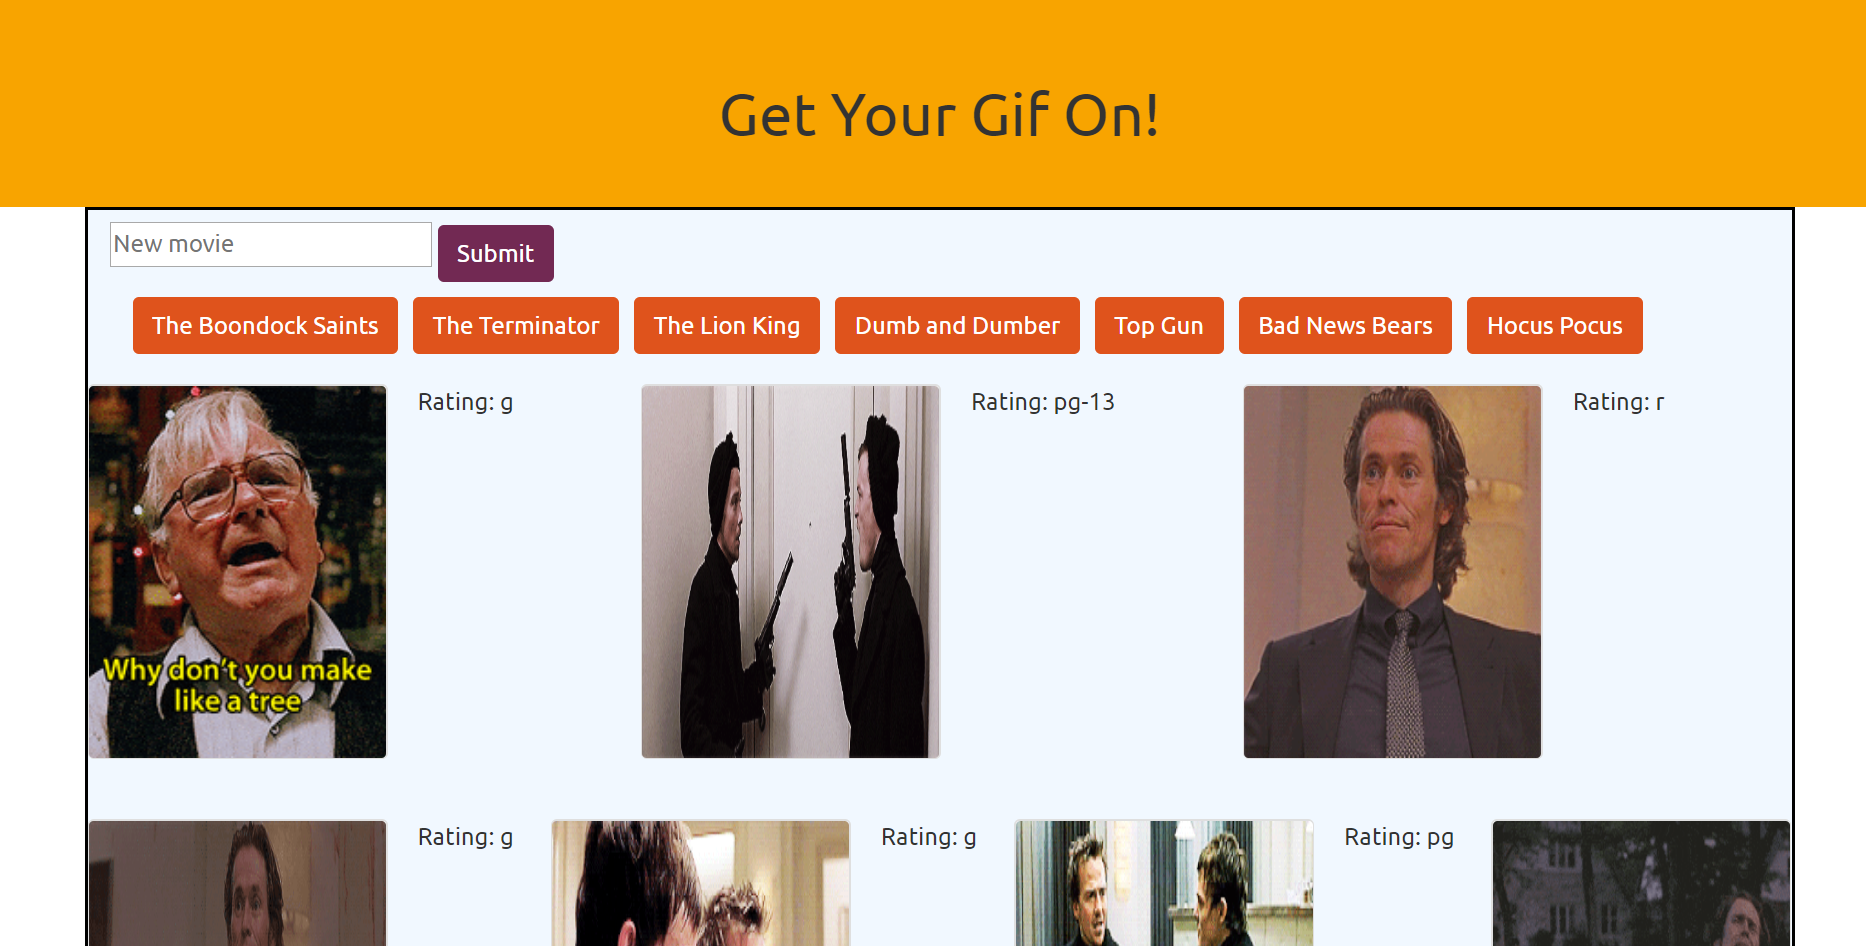 Get Your Gif On!
New movie
Submit
The Boondock Saints
The Terminator
The Lion King
Dumb and Dumber
Top Gun
Bad News Bears
Hocus Pocus
Rating: g
Rating: pg-13
Rating: r
Why don't you make
like a tree
Rating: g
Rating: g
Rating: pg